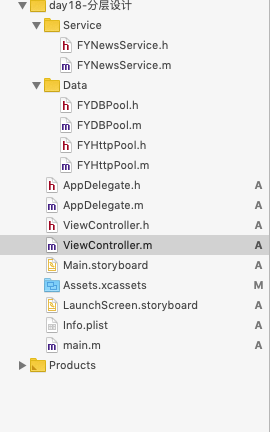 day18-分层设计
Service
FYNewsService.h
FYNewsService.m
Data
FYDBPool.h
FYDBPool.m
FYHttpPool.h
FYHttpPool.m
AppDelegate.h A
AppDelegate.m A
ViewController.h A
ViewController.m A
Main.storyboard A
Assets.xcassets M
LaunchScreen.storyboard A
Info.plist A
main.m A
Products